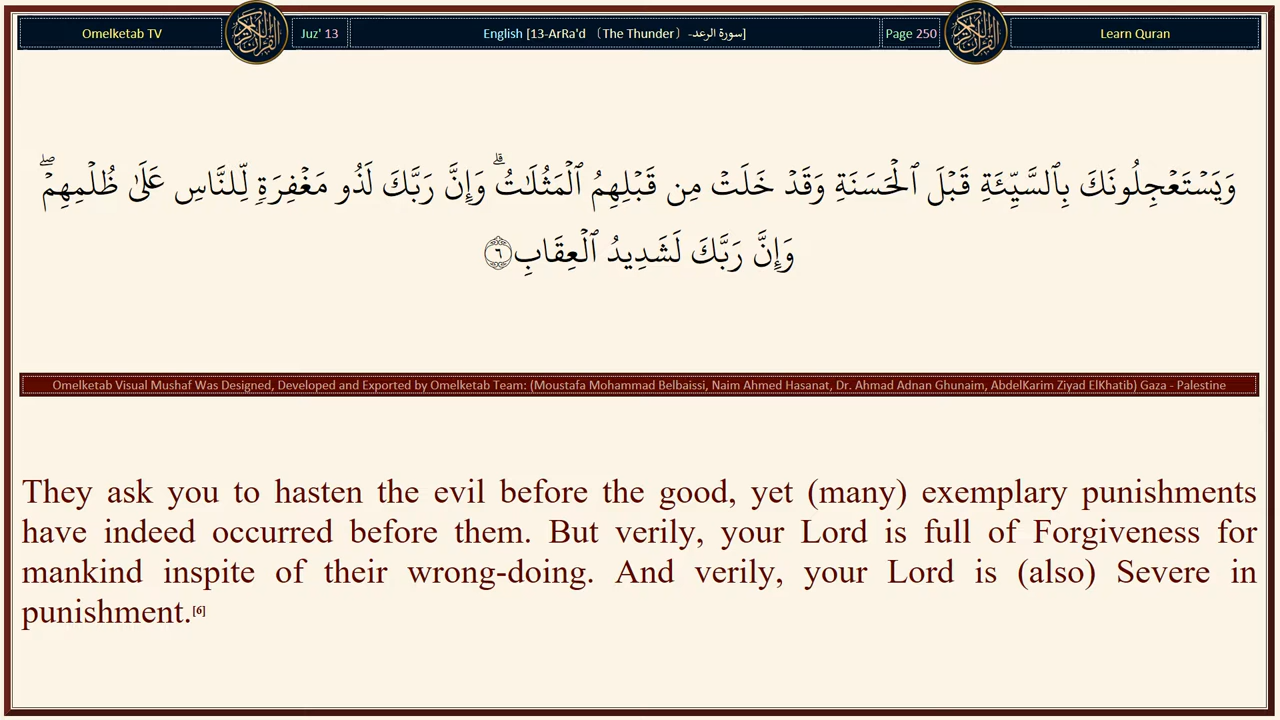 Omelketab TV
Juz' 13
English [13-ArRa'd （The Thunder） -سورة الرعد]
Page 250
Learn Quran
وَيَسۡتَعۡجِلُونَكَ بِٱلسَّيِّئَةِ قَبۡلَ ٱلۡحَسَنَةِ وَقَدۡ خَلَتۡ مِن قَبۡلِهِمُ ٱلۡمَثُلَٰتُۗ وَإِنَّ رَبَّكَ لَذُو مَغۡفِرَةٖ لِّلنَّاسِ عَلَىٰ ظُلۡمِهِمۡۖ
وَإِنَّ رَبَّكَ لَشَدِيدُ ٱلۡعِقَابِ ٦
Omelketab Visual Mushaf Was Designed, Developed and Exported by Omelketab Team: (Moustafa Mohammad Belbaissi, Naim Ahmed Hasanat, Dr. Ahmad Adnan Ghunaim, AbdelKarim Ziyad ElKhatib) Gaza - Palestine
They ask you to hasten the evil before the good, yet (many) exemplary punishments
have indeed occurred before them. But verily, your Lord is full of Forgiveness for
mankind inspite of their wrong-doing. And verily, your Lord is (also) Severe in
punishment.[6]